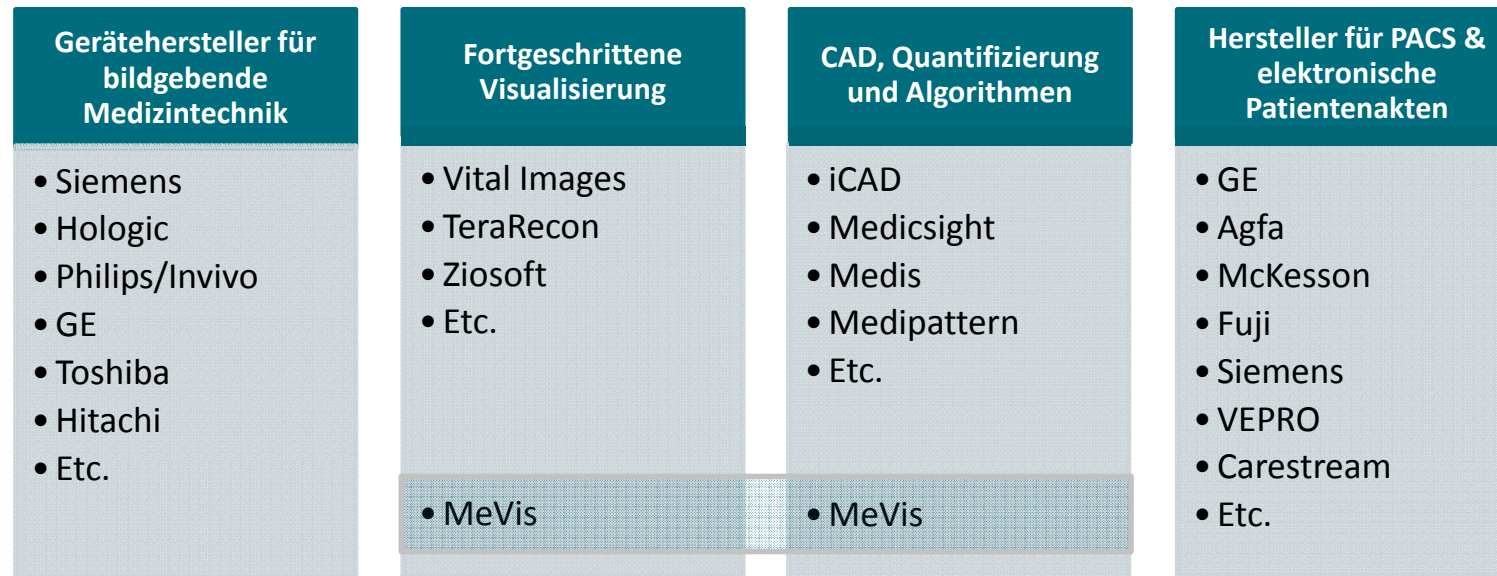 Gerätehersteller für
bildgebende
Medizintechnik
• Siemens
• Hologic
• Philips/Invivo
• GE
• Toshiba
• Hitachi
• Etc.
Fortgeschrittene
Visualisierung
• Vital Images
• TeraRecon
• Ziosoft
• Etc.
• MeVis
CAD, Quantifizierung
und Algorithmen
• iCAD
• Medicsight
• Medis
• Medipattern
• Etc.
• MeVis
Hersteller für PACS &
elektronische
Patientenakten
• GE
• Agfa
• McKesson
• Fuji
• Siemens
• VEPRO
• Carestream
• Etc.